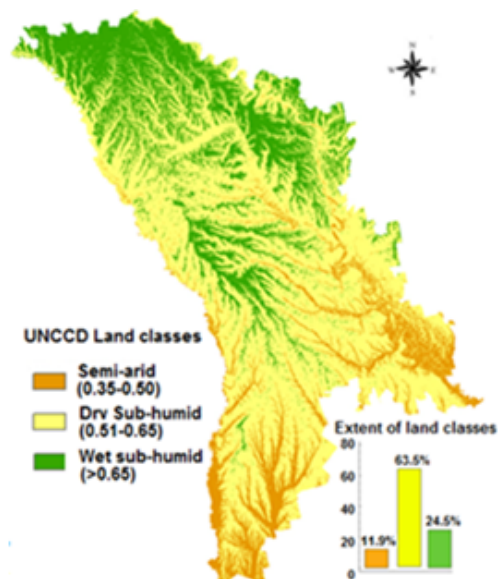 N
W E
S
UNCCD Land classes
Semi-arid
(0.35-0.50)
Drv Sub-humid
(0.51-0.65)
Wet sub-humid
(>0.65)
Extent of land classes
80
63.5%
60
40
24.5%
20
11.9%
0